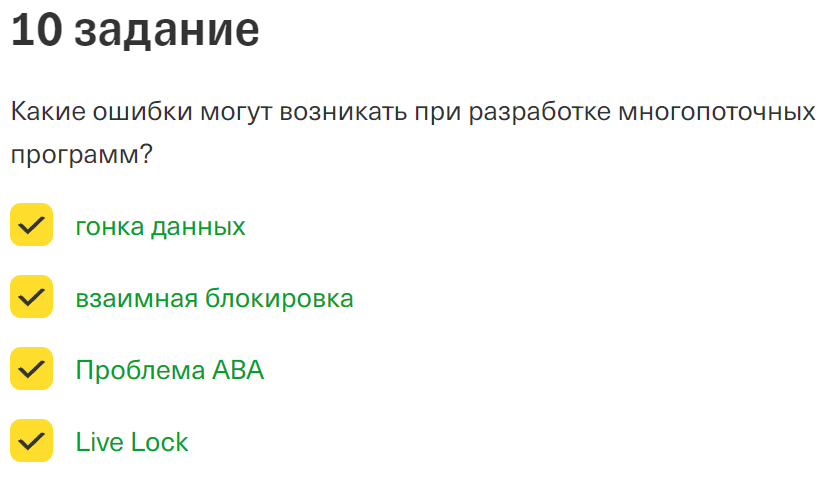 10 задание
Какие ошибки могут возникать при разработке многопоточных
программ?
гонка данных
взаимная блокировка
Проблема ABA
Live Lock